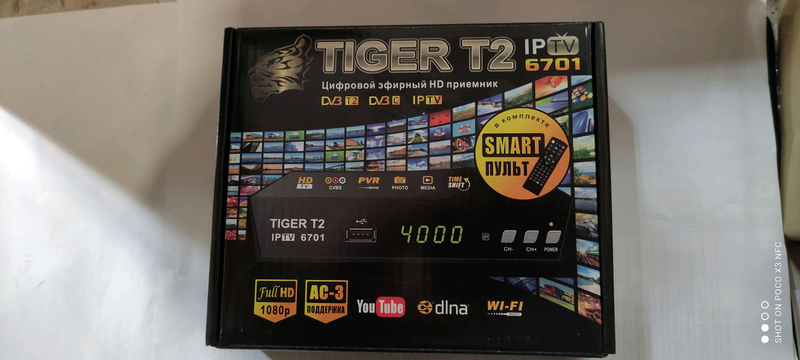 TIGER T2 IPTV
6701
Цифровой эфирный HD приемник
DVB T2 DVB C IPTV
в комплекте
SMART
ПУЛЬТ
HD TV CVBS PVR PHOTO MEDIA TIME SHIFT
TIGER T2
IPTV 6701
4000
CH- CH+ POWER
Full HD
1080p
AC-3
ПОДДЕРЖКА
YouTube
dlna
WI-FI
SHOT ON POCO X3 NFC